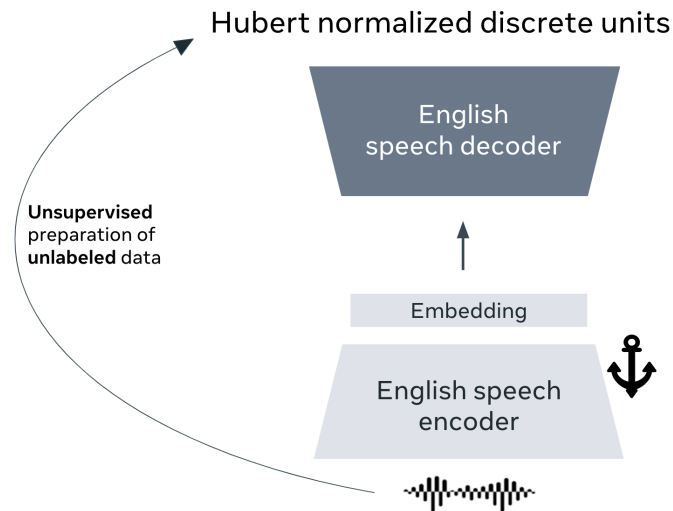 Hubert normalized discrete units
English
speech decoder
Unsupervised
preparation of
unlabeled data
Embedding
English speech
encoder